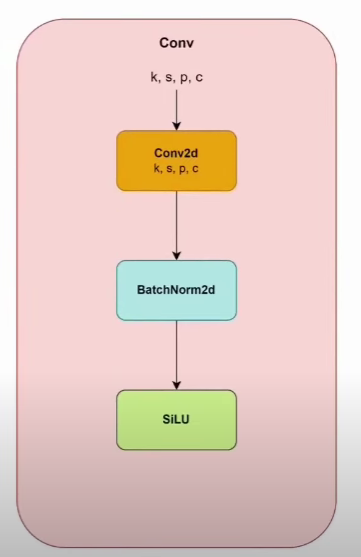 Conv
k, s, p, c
Conv2d
k, s, p, c
BatchNorm2d
SiLU